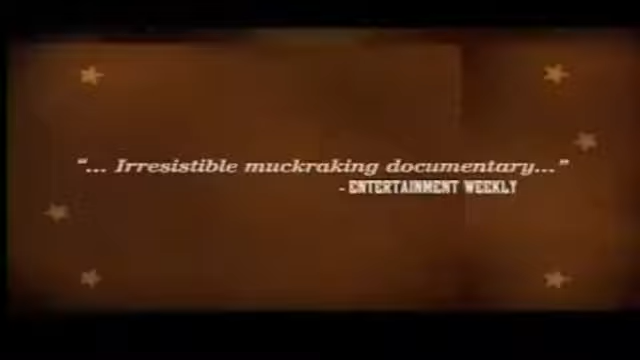 “... Irresistible muckraking documentary...”
- ENTERTAINMENT WEEKLY